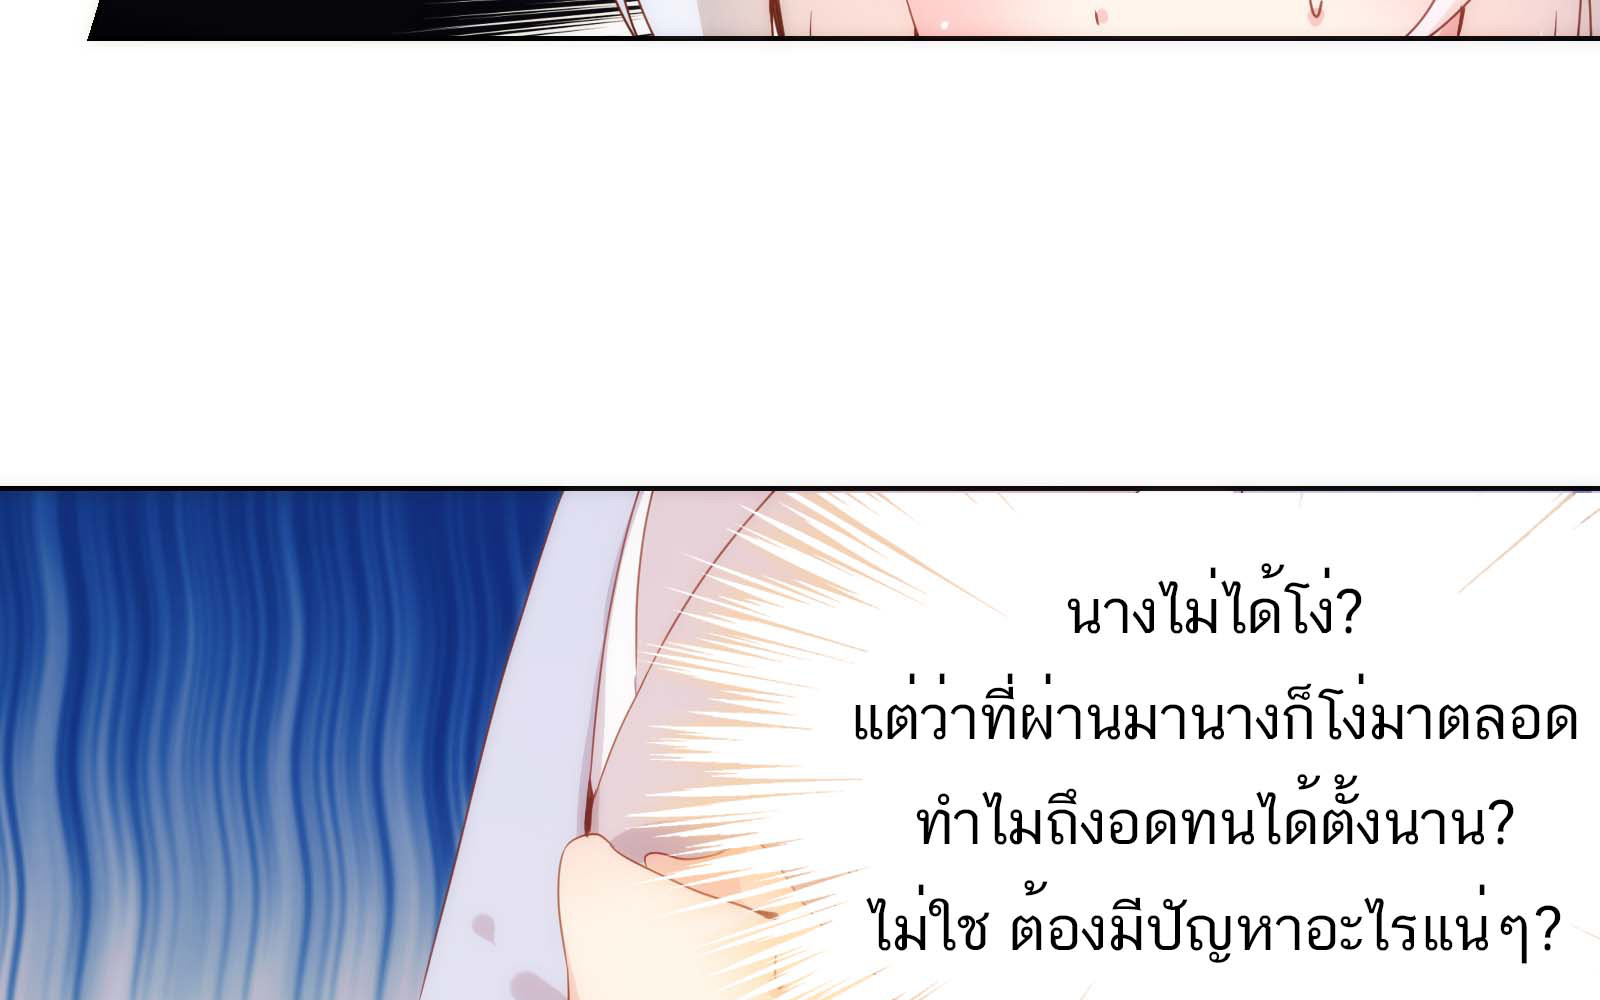 นางไม่ได้โง่?
แต่ว่าที่ผ่านมานางก็โง่มาตลอด
ทำไมถึงอดทนได้ตั้งนาน?
ไม่ใช ต้องมีปัญหาอะไรแน่ๆ?